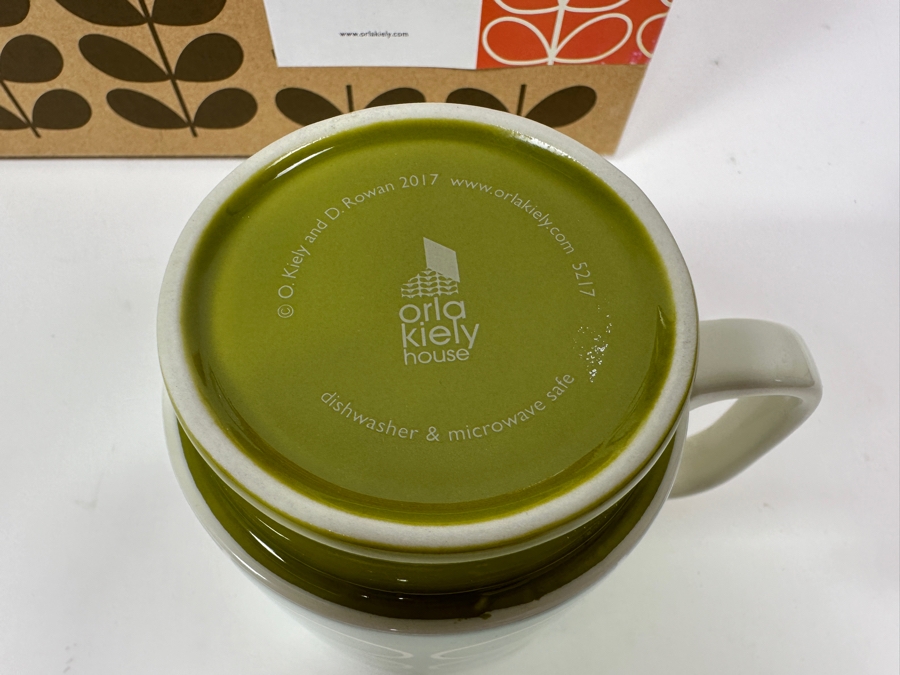 www.orlakiely.com
© O. Kiely and D. Rowan 2017 www.orlakiely.com 5217
orla
kiely
house
dishwasher & microwave safe